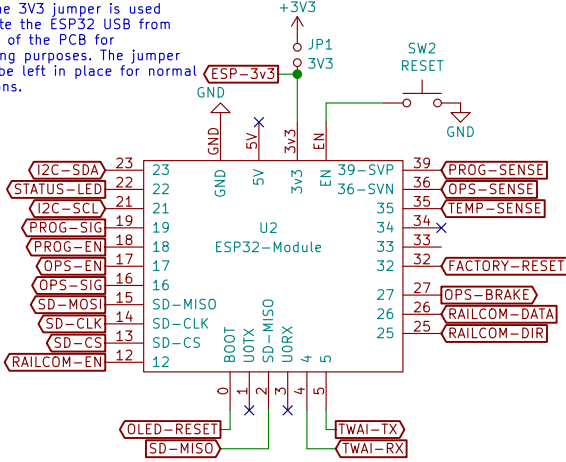 he 3V3 jumper is used
te the ESP32 USB from
of the PCB for
ng purposes. The jumper
be left in place for normal
ns.
+3V3
JP1
3V3
ESP-3v3
SW2
RESET
GND
GND
GND
5V
3v3
EN
GND
5V
3v3
EN
I2C-SDA 23 23
STATUS-LED 22 22
I2C-SCL 21 21
PROG-SIG 19 19
PROG-EN 18 18
OPS-EN 17 17
OPS-SIG 16 16
SD-MOSI 15 SD-MISO
SD-CLK 14 SD-CLK
SD-CS 13 SD-CS
RAILCOM-EN 12 12
U2
ESP32-Module
39-SVP 39 PROG-SENSE
36-SVN 36 OPS-SENSE
35 35 TEMP-SENSE
34 34
33 33
32 32 FACTORY-RESET
27 27 OPS-BRAKE
26 26 RAILCOM-DATA
25 25 RAILCOM-DIR
BOOT
U0TX
SD-MISO
U0RX
4
5
0
1
2
3
4
5
OLED-RESET
SD-MISO
TWAI-TX
TWAI-RX